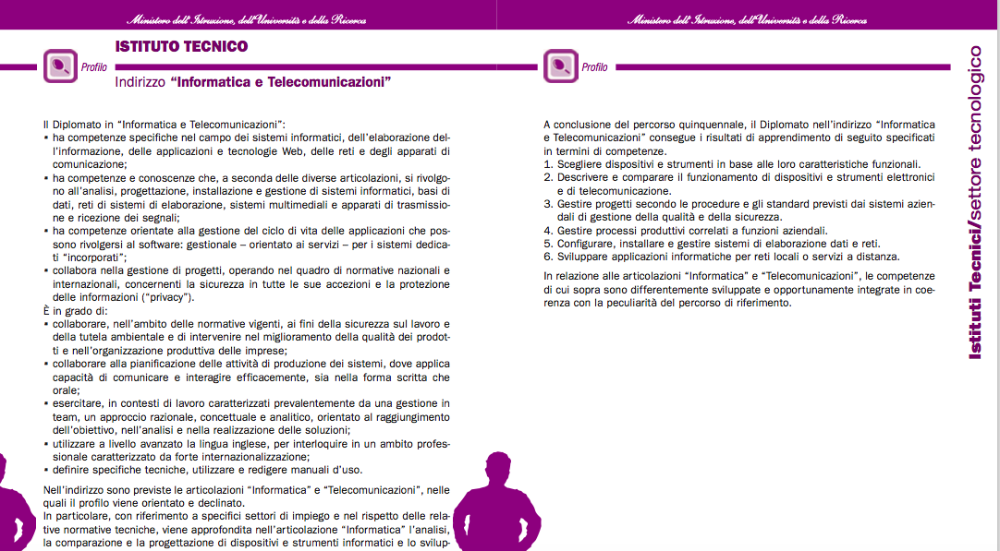 Ministero dell'Istruzione, dell'Università e della Ricerca
ISTITUTO TECNICO
Profilo
Indirizzo “Informatica e Telecomunicazioni”
Il Diplomato in “Informatica e Telecomunicazioni”:
• ha competenze specifiche nel campo dei sistemi informatici, dell’elaborazione del-
l’informazione, delle applicazioni e tecnologie Web, delle reti e degli apparati di
comunicazione;
• ha competenze e conoscenze che, a seconda delle diverse articolazioni, si rivolgo-
no all’analisi, progettazione, installazione e gestione di sistemi informatici, basi di
dati, reti di sistemi di elaborazione, sistemi multimediali e apparati di trasmissio-
ne e ricezione dei segnali;
• ha competenze orientate alla gestione del ciclo di vita delle applicazioni che pos-
sono rivolgersi al software: gestionale – orientato ai servizi – per i sistemi dedica-
ti “incorporati”;
• collabora nella gestione di progetti, operando nel quadro di normative nazionali e
internazionali, concernenti la sicurezza in tutte le sue accezioni e la protezione
delle informazioni (“privacy”).
È in grado di:
• collaborare, nell’ambito delle normative vigenti, ai fini della sicurezza sul lavoro e
della tutela ambientale e di intervenire nel miglioramento della qualità dei prodot-
ti e nell’organizzazione produttiva delle imprese;
• collaborare alla pianificazione delle attività di produzione dei sistemi, dove applica
capacità di comunicare e interagire efficacemente, sia nella forma scritta che
orale;
• esercitare, in contesti di lavoro caratterizzati prevalentemente da una gestione in
team, un approccio razionale, concettuale e analitico, orientato al raggiungimento
dell’obiettivo, nell’analisi e nella realizzazione delle soluzioni;
• utilizzare a livello avanzato la lingua inglese, per interloquire in un ambito profes-
sionale caratterizzato da forte internazionalizzazione;
• definire specifiche tecniche, utilizzare e redigere manuali d’uso.
Nell’indirizzo sono previste le articolazioni “Informatica” e “Telecomunicazioni”, nelle
quali il profilo viene orientato e declinato.
In particolare, con riferimento a specifici settori di impiego e nel rispetto delle rela-
tive normative tecniche, viene approfondita nell’articolazione “Informatica” l’analisi,
la comparazione e la progettazione di dispositivi e strumenti informatici e lo svilup-
Ministero dell'Istruzione, dell'Università e della Ricerca
Profilo
A conclusione del percorso quinquennale, il Diplomato nell’indirizzo “Informatica
e Telecomunicazioni” consegue i risultati di apprendimento di seguito specificati
in termini di competenze.
1. Scegliere dispositivi e strumenti in base alle loro caratteristiche funzionali.
2. Descrivere e comparare il funzionamento di dispositivi e strumenti elettronici
e di telecomunicazione.
3. Gestire progetti secondo le procedure e gli standard previsti dai sistemi azien-
dali di gestione della qualità e della sicurezza.
4. Gestire processi produttivi correlati a funzioni aziendali.
5. Configurare, installare e gestire sistemi di elaborazione dati e reti.
6. Sviluppare applicazioni informatiche per reti locali o servizi a distanza.
In relazione alle articolazioni “Informatica” e “Telecomunicazioni”, le competenze
di cui sopra sono differentemente sviluppate e opportunamente integrate in coe-
renza con la peculiarità del percorso di riferimento.
Istituti Tecnici/settore tecnologico